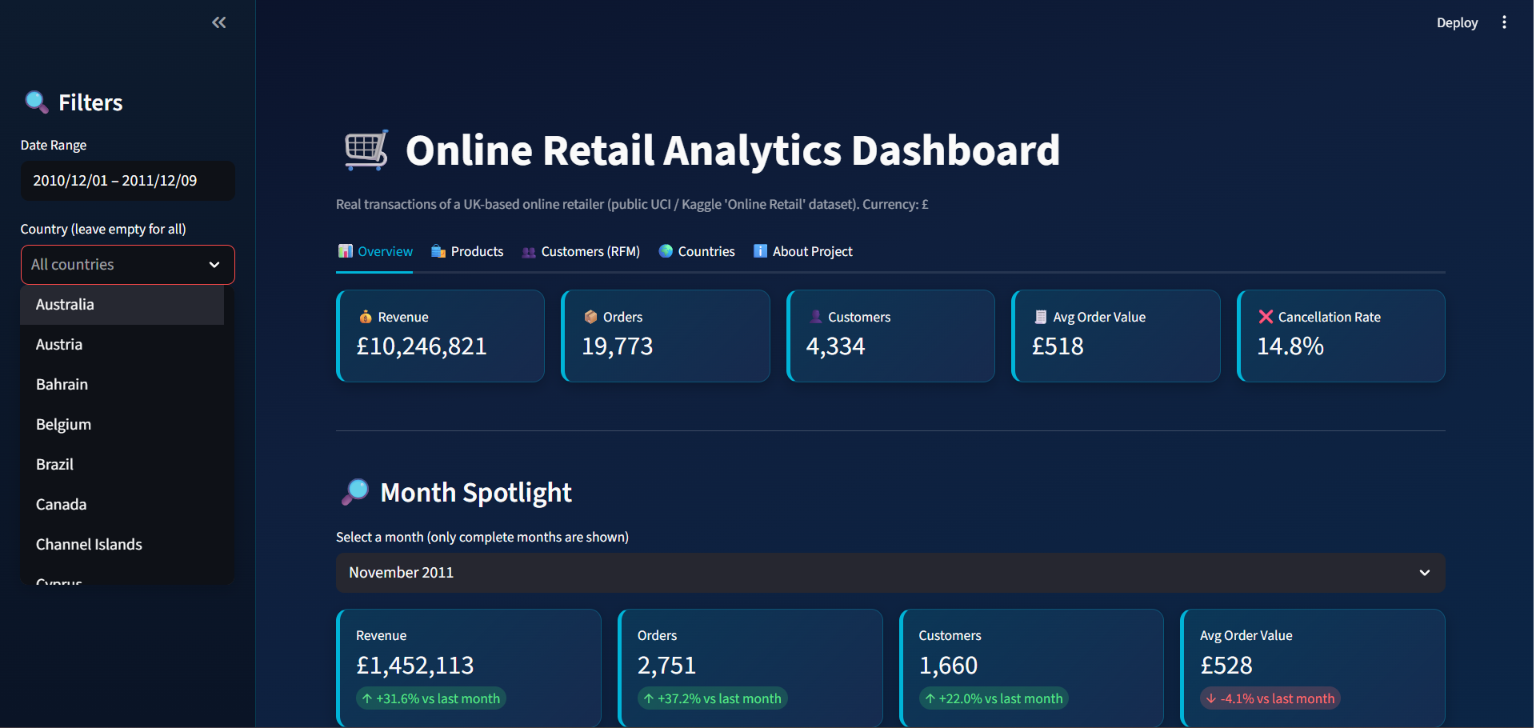 Deploy
Filters
Date Range
2010/12/01 – 2011/12/09
Country (leave empty for all)
All countries
Australia
Austria
Bahrain
Belgium
Brazil
Canada
Channel Islands
Cyprus
Online Retail Analytics Dashboard
Real transactions of a UK-based online retailer (public UCI / Kaggle 'Online Retail' dataset). Currency: £
Overview Products Customers (RFM) Countries About Project
Revenue Orders Customers Avg Order Value Cancellation Rate
£10,246,821 19,773 4,334 £518 14.8%
Month Spotlight
Select a month (only complete months are shown)
November 2011
Revenue Orders Customers Avg Order Value
£1,452,113 2,751 1,660 £528
↑ +31.6% vs last month ↑ +37.2% vs last month ↑ +22.0% vs last month ↓ -4.1% vs last month